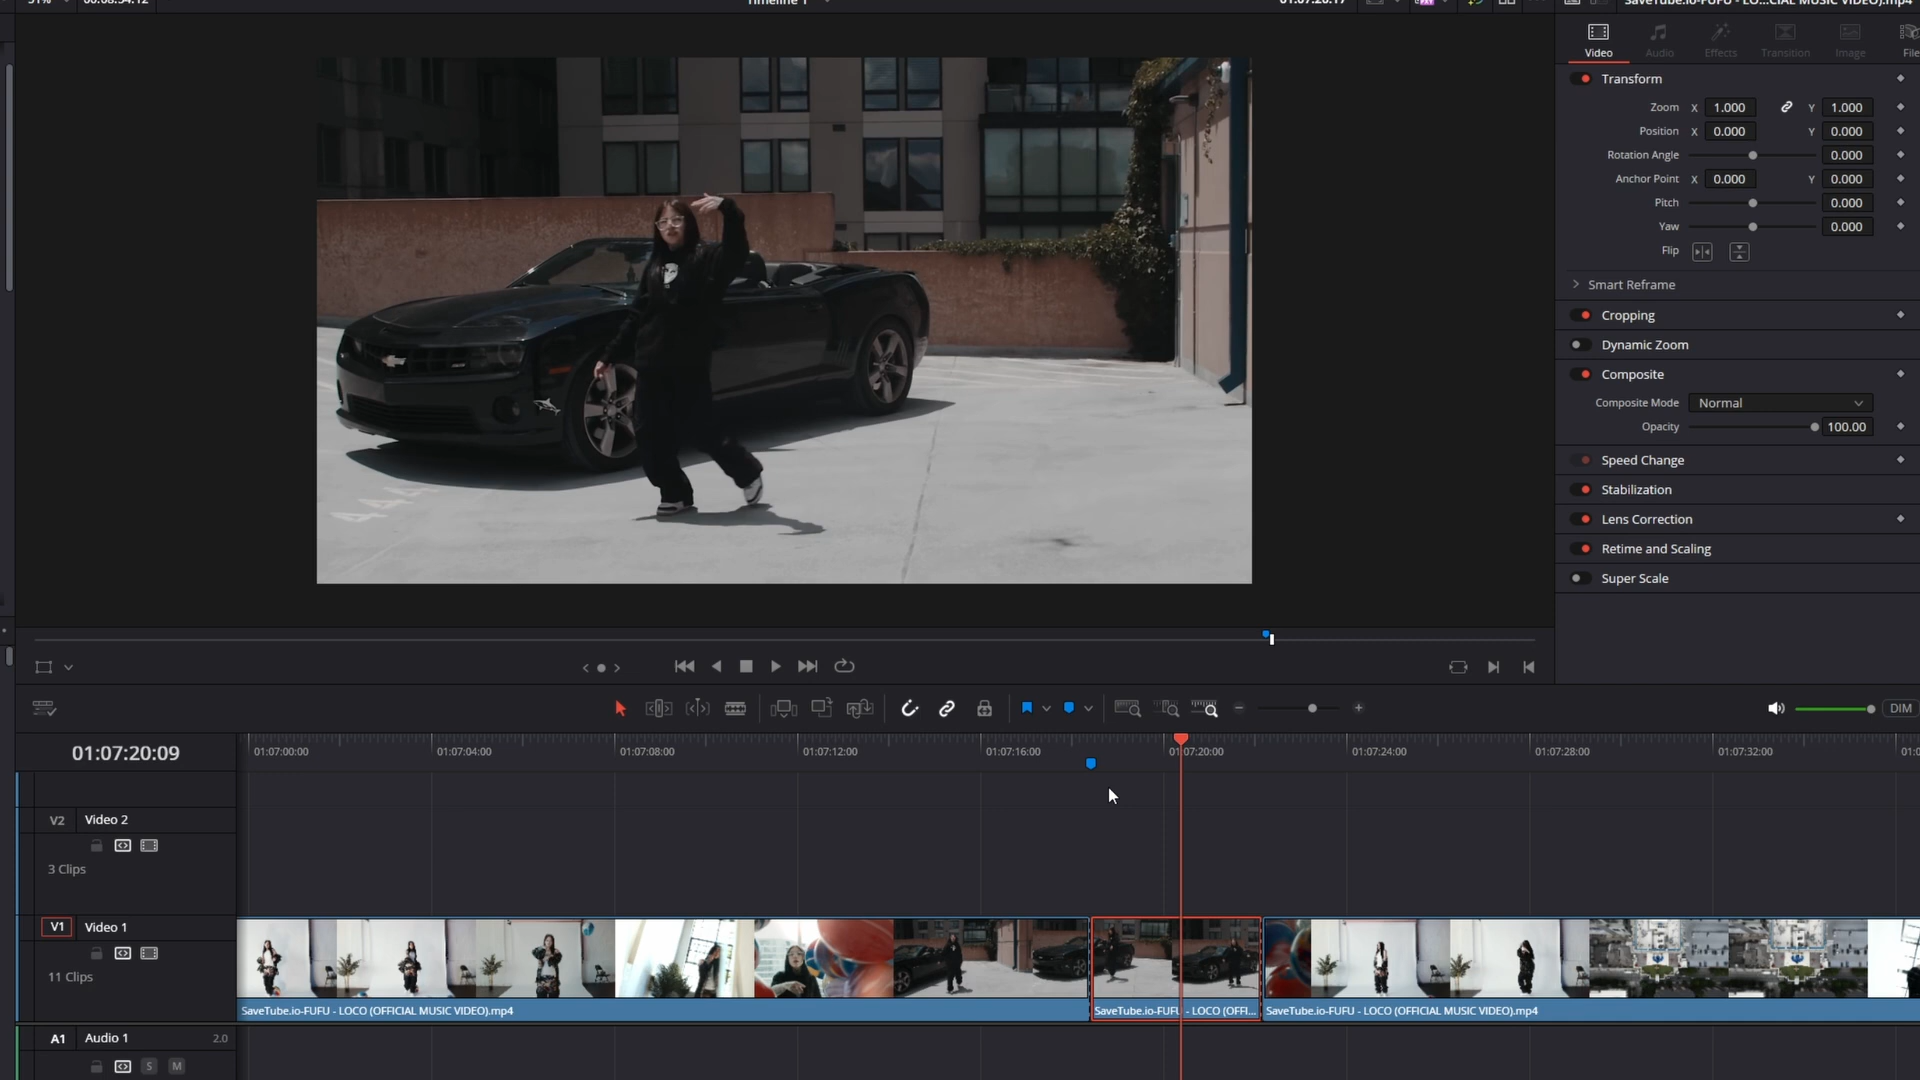 Timeline 1
SaveTube.io-FUFU - LO...CIAL MUSIC VIDEO).mp4
Video
Audio
Effects
Transition
Image
File
Transform
Zoom X 1.000 Y 1.000
Position X 0.000 Y 0.000
Rotation Angle 0.000
Anchor Point X 0.000 Y 0.000
Pitch 0.000
Yaw 0.000
Flip
Smart Reframe
Cropping
Dynamic Zoom
Composite
Composite Mode Normal
Opacity 100.00
Speed Change
Stabilization
Lens Correction
Retime and Scaling
Super Scale
DIM
01:07:20:09
01:07:00:00
01:07:04:00
01:07:08:00
01:07:12:00
01:07:16:00
01:07:20:00
01:07:24:00
01:07:28:00
01:07:32:00
V2 Video 2
3 Clips
V1 Video 1
11 Clips
SaveTube.io-FUFU - LOCO (OFFICIAL MUSIC VIDEO).mp4
SaveTube.io-FUFU - LOCO (OFFI...
SaveTube.io-FUFU - LOCO (OFFICIAL MUSIC VIDEO).mp4
A1 Audio 1 2.0
S M